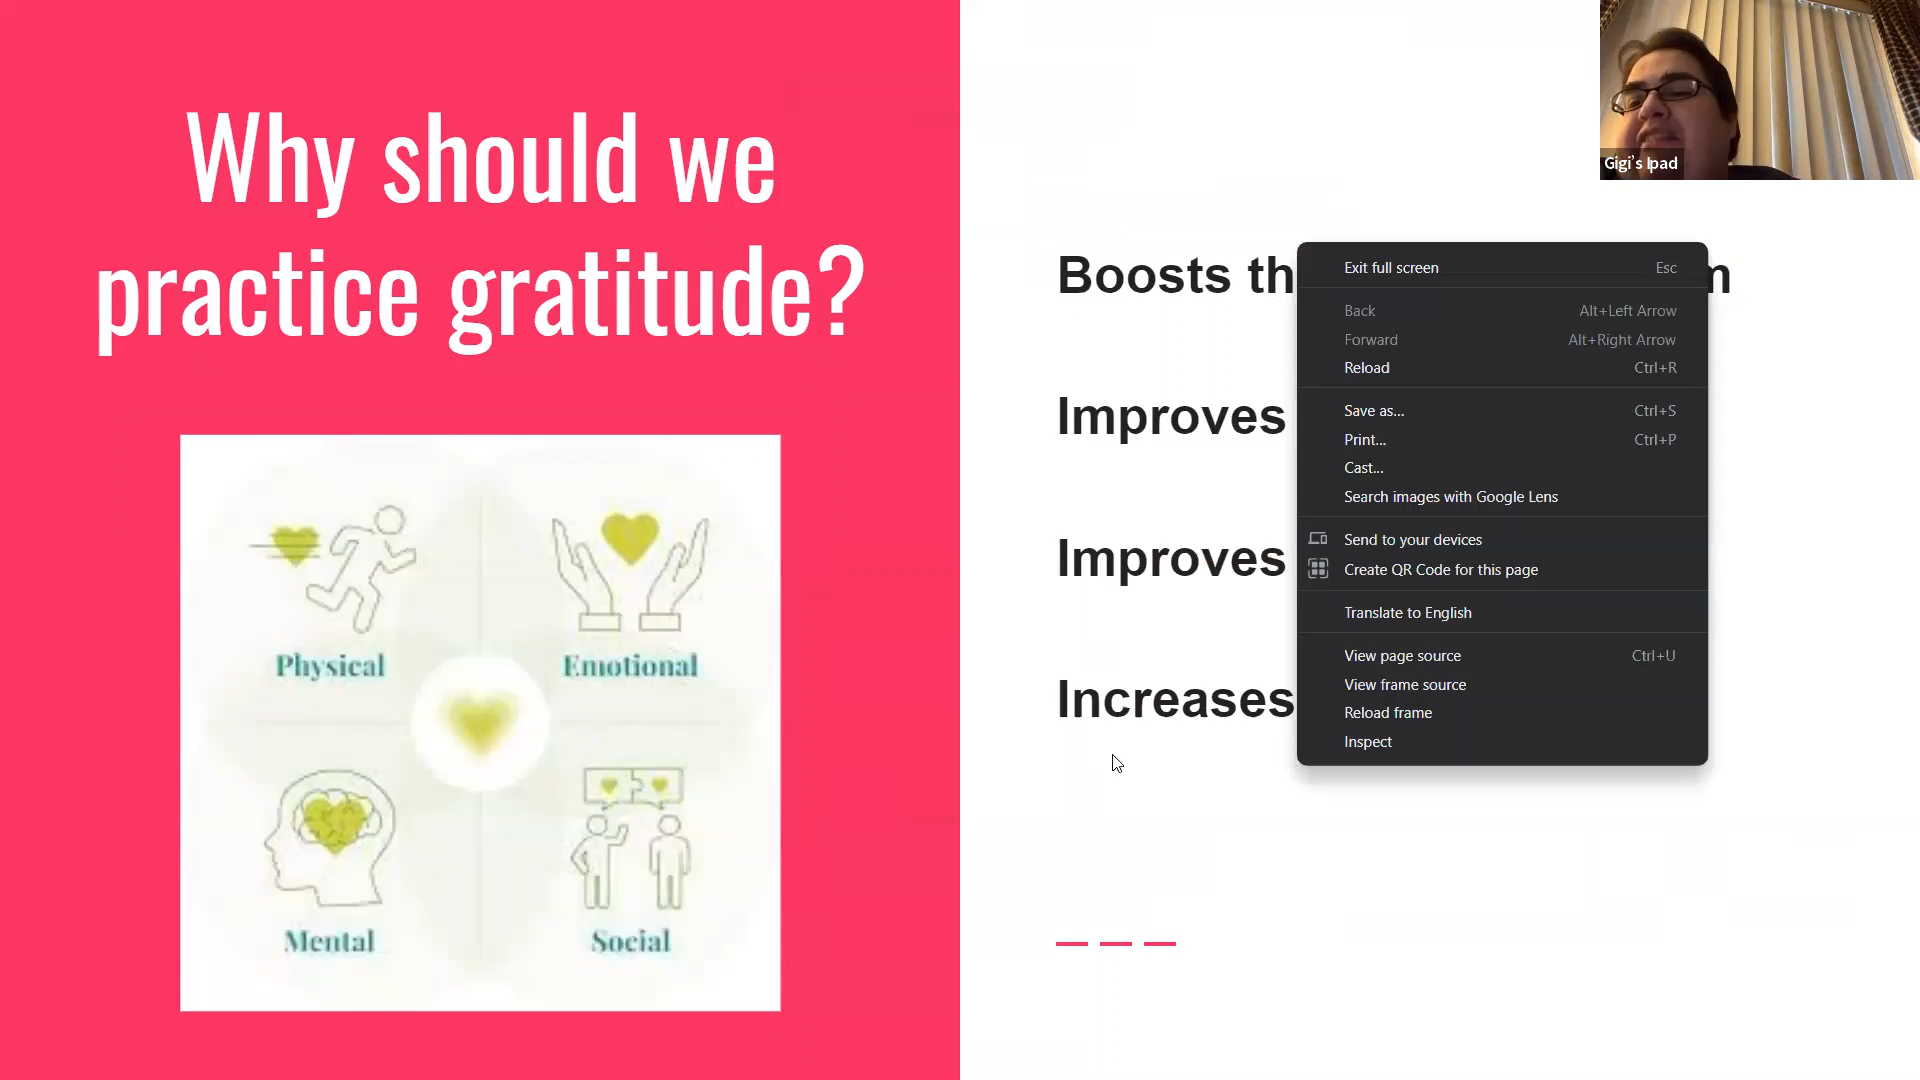 Why should we
practice gratitude?
Physical
Emotional
Mental
Social
Gigi's Ipad
Boosts
Improves
Improves
Increases
Exit full screen Esc
Back Alt+Left Arrow
Forward Alt+Right Arrow
Reload Ctrl+R
Save as... Ctrl+S
Print... Ctrl+P
Cast...
Search images with Google Lens
Send to your devices
Create QR Code for this page
Translate to English
View page source Ctrl+U
View frame source
Reload frame
Inspect